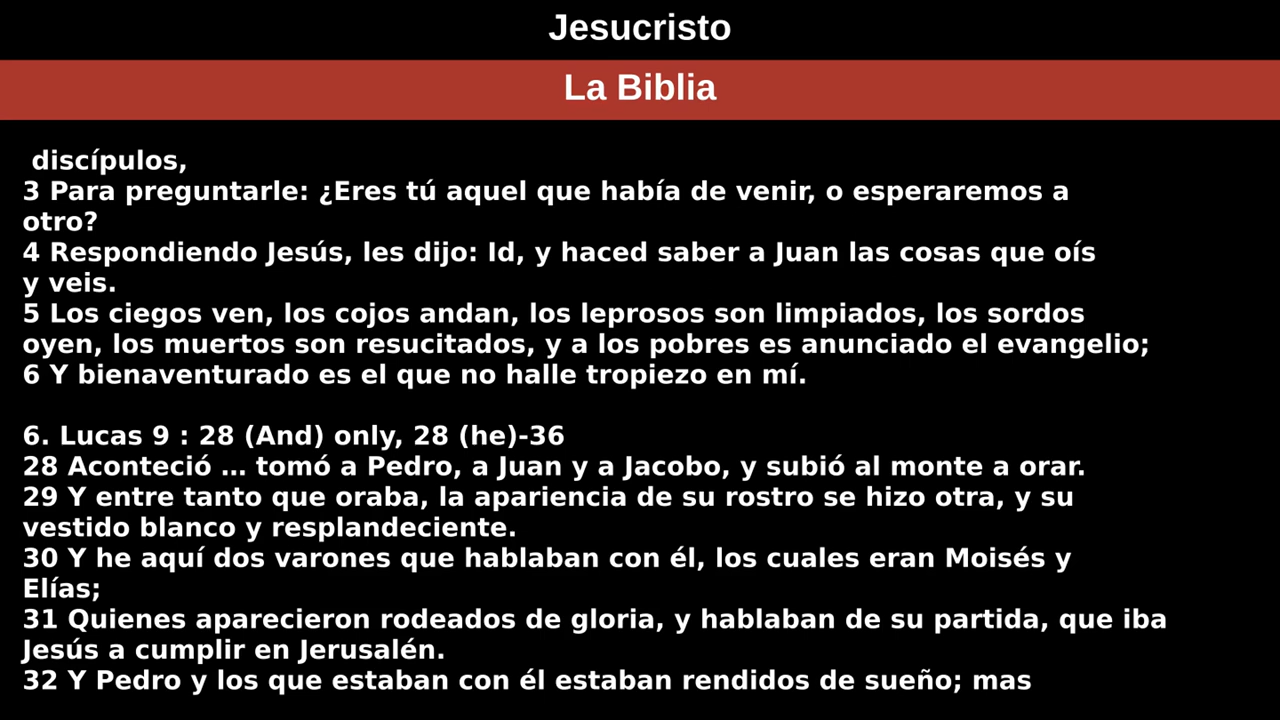 Jesucristo
La Biblia
discípulos,
3 Para preguntarle: ¿Eres tú aquel que había de venir, o esperaremos a
otro?
4 Respondiendo Jesús, les dijo: Id, y haced saber a Juan las cosas que oís
y veis.
5 Los ciegos ven, los cojos andan, los leprosos son limpiados, los sordos
oyen, los muertos son resucitados, y a los pobres es anunciado el evangelio;
6 Y bienaventurado es el que no halle tropiezo en mí.
6. Lucas 9 : 28 (And) only, 28 (he)-36
28 Aconteció … tomó a Pedro, a Juan y a Jacobo, y subió al monte a orar.
29 Y entre tanto que oraba, la apariencia de su rostro se hizo otra, y su
vestido blanco y resplandeciente.
30 Y he aquí dos varones que hablaban con él, los cuales eran Moisés y
Elías;
31 Quienes aparecieron rodeados de gloria, y hablaban de su partida, que iba
Jesús a cumplir en Jerusalén.
32 Y Pedro y los que estaban con él estaban rendidos de sueño; mas